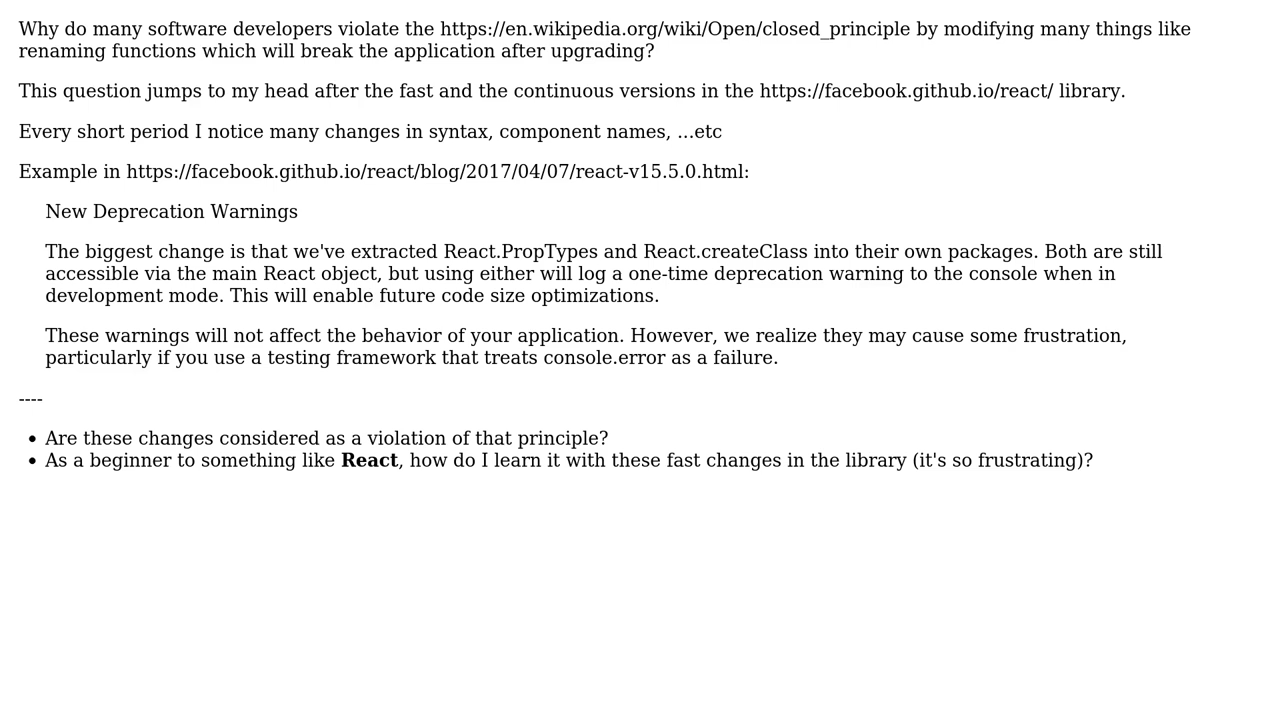 Why do many software developers violate the https://en.wikipedia.org/wiki/Open/closed_principle by modifying many things like
renaming functions which will break the application after upgrading?
This question jumps to my head after the fast and the continuous versions in the https://facebook.github.io/react/ library.
Every short period I notice many changes in syntax, component names, ...etc
Example in https://facebook.github.io/react/blog/2017/04/07/react-v15.5.0.html:
New Deprecation Warnings
The biggest change is that we've extracted React.PropTypes and React.createClass into their own packages. Both are still
accessible via the main React object, but using either will log a one-time deprecation warning to the console when in
development mode. This will enable future code size optimizations.
These warnings will not affect the behavior of your application. However, we realize they may cause some frustration,
particularly if you use a testing framework that treats console.error as a failure.
----
• Are these changes considered as a violation of that principle?
• As a beginner to something like React, how do I learn it with these fast changes in the library (it's so frustrating)?